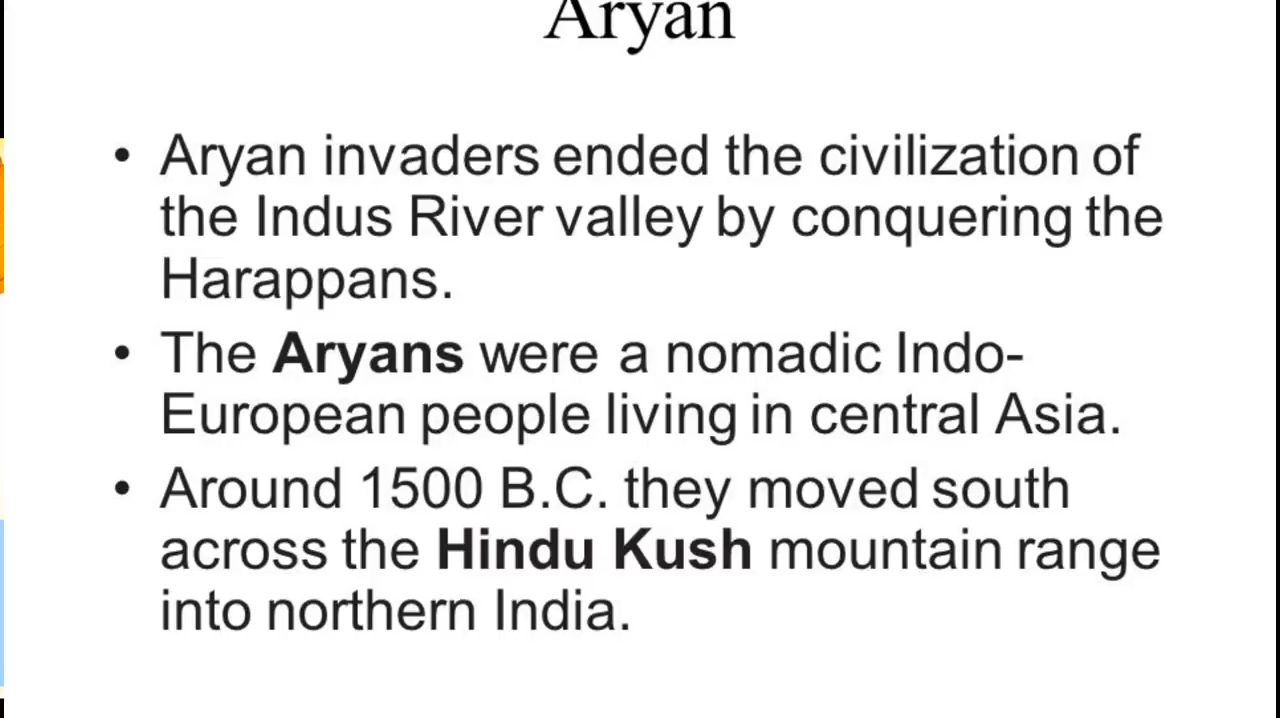 Aryan
• Aryan invaders ended the civilization of
the Indus River valley by conquering the
Harappans.
• The Aryans were a nomadic Indo-
European people living in central Asia.
• Around 1500 B.C. they moved south
across the Hindu Kush mountain range
into northern India.